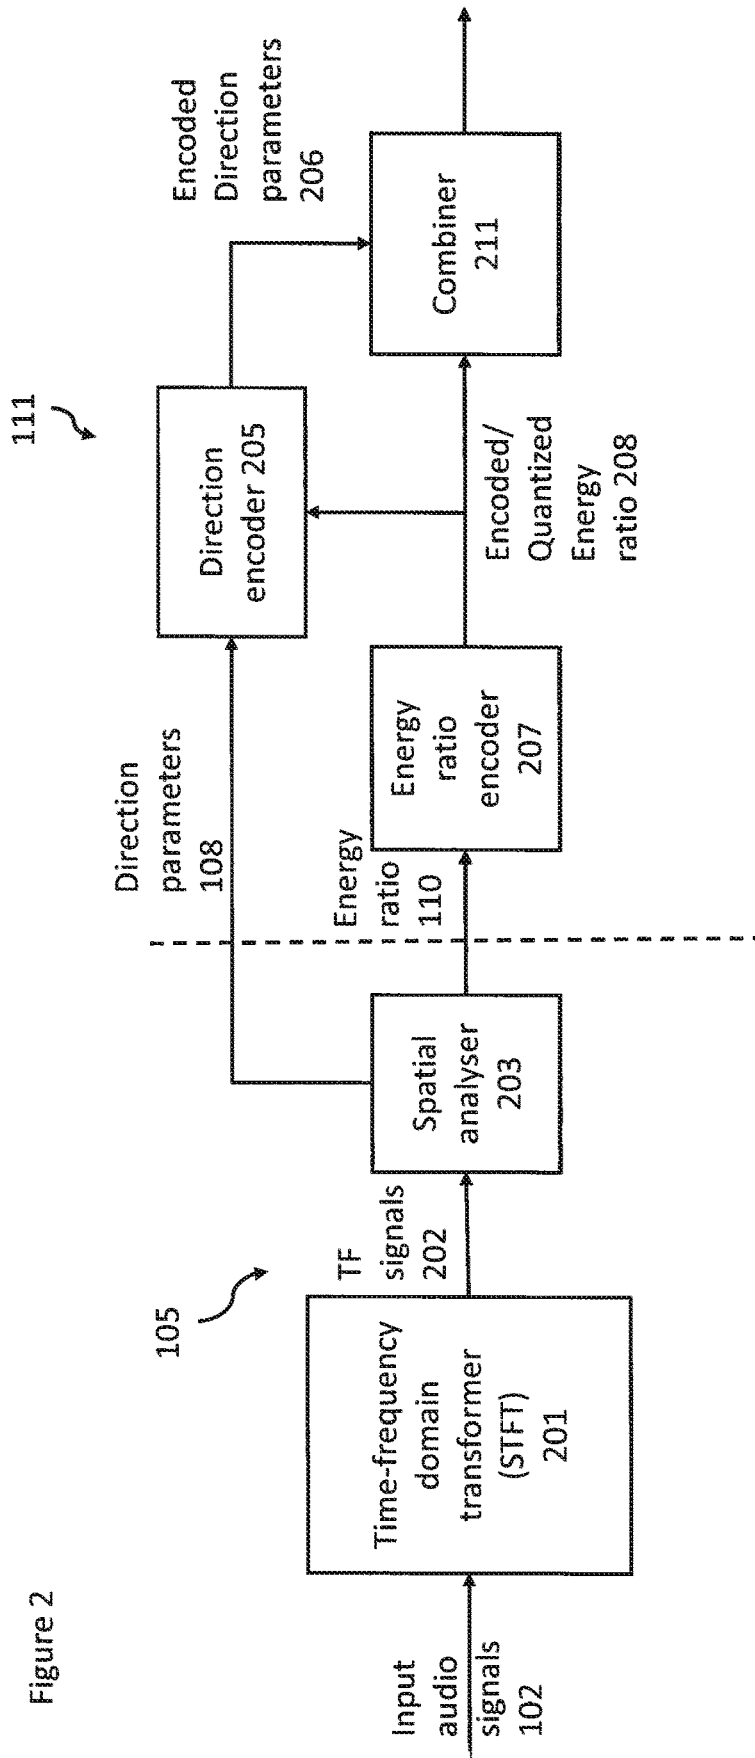 Figure 2
105
111
Input
audio
signals
102
Time-frequency
domain
transformer
(STFT)
201
TF
signals
202
Spatial
analyser
203
Direction
parameters
108
Energy
ratio
110
Energy
ratio
encoder
207
Direction
encoder 205
Encoded/
Quantized
Energy
ratio 208
Encoded
Direction
parameters
206
Combiner
211